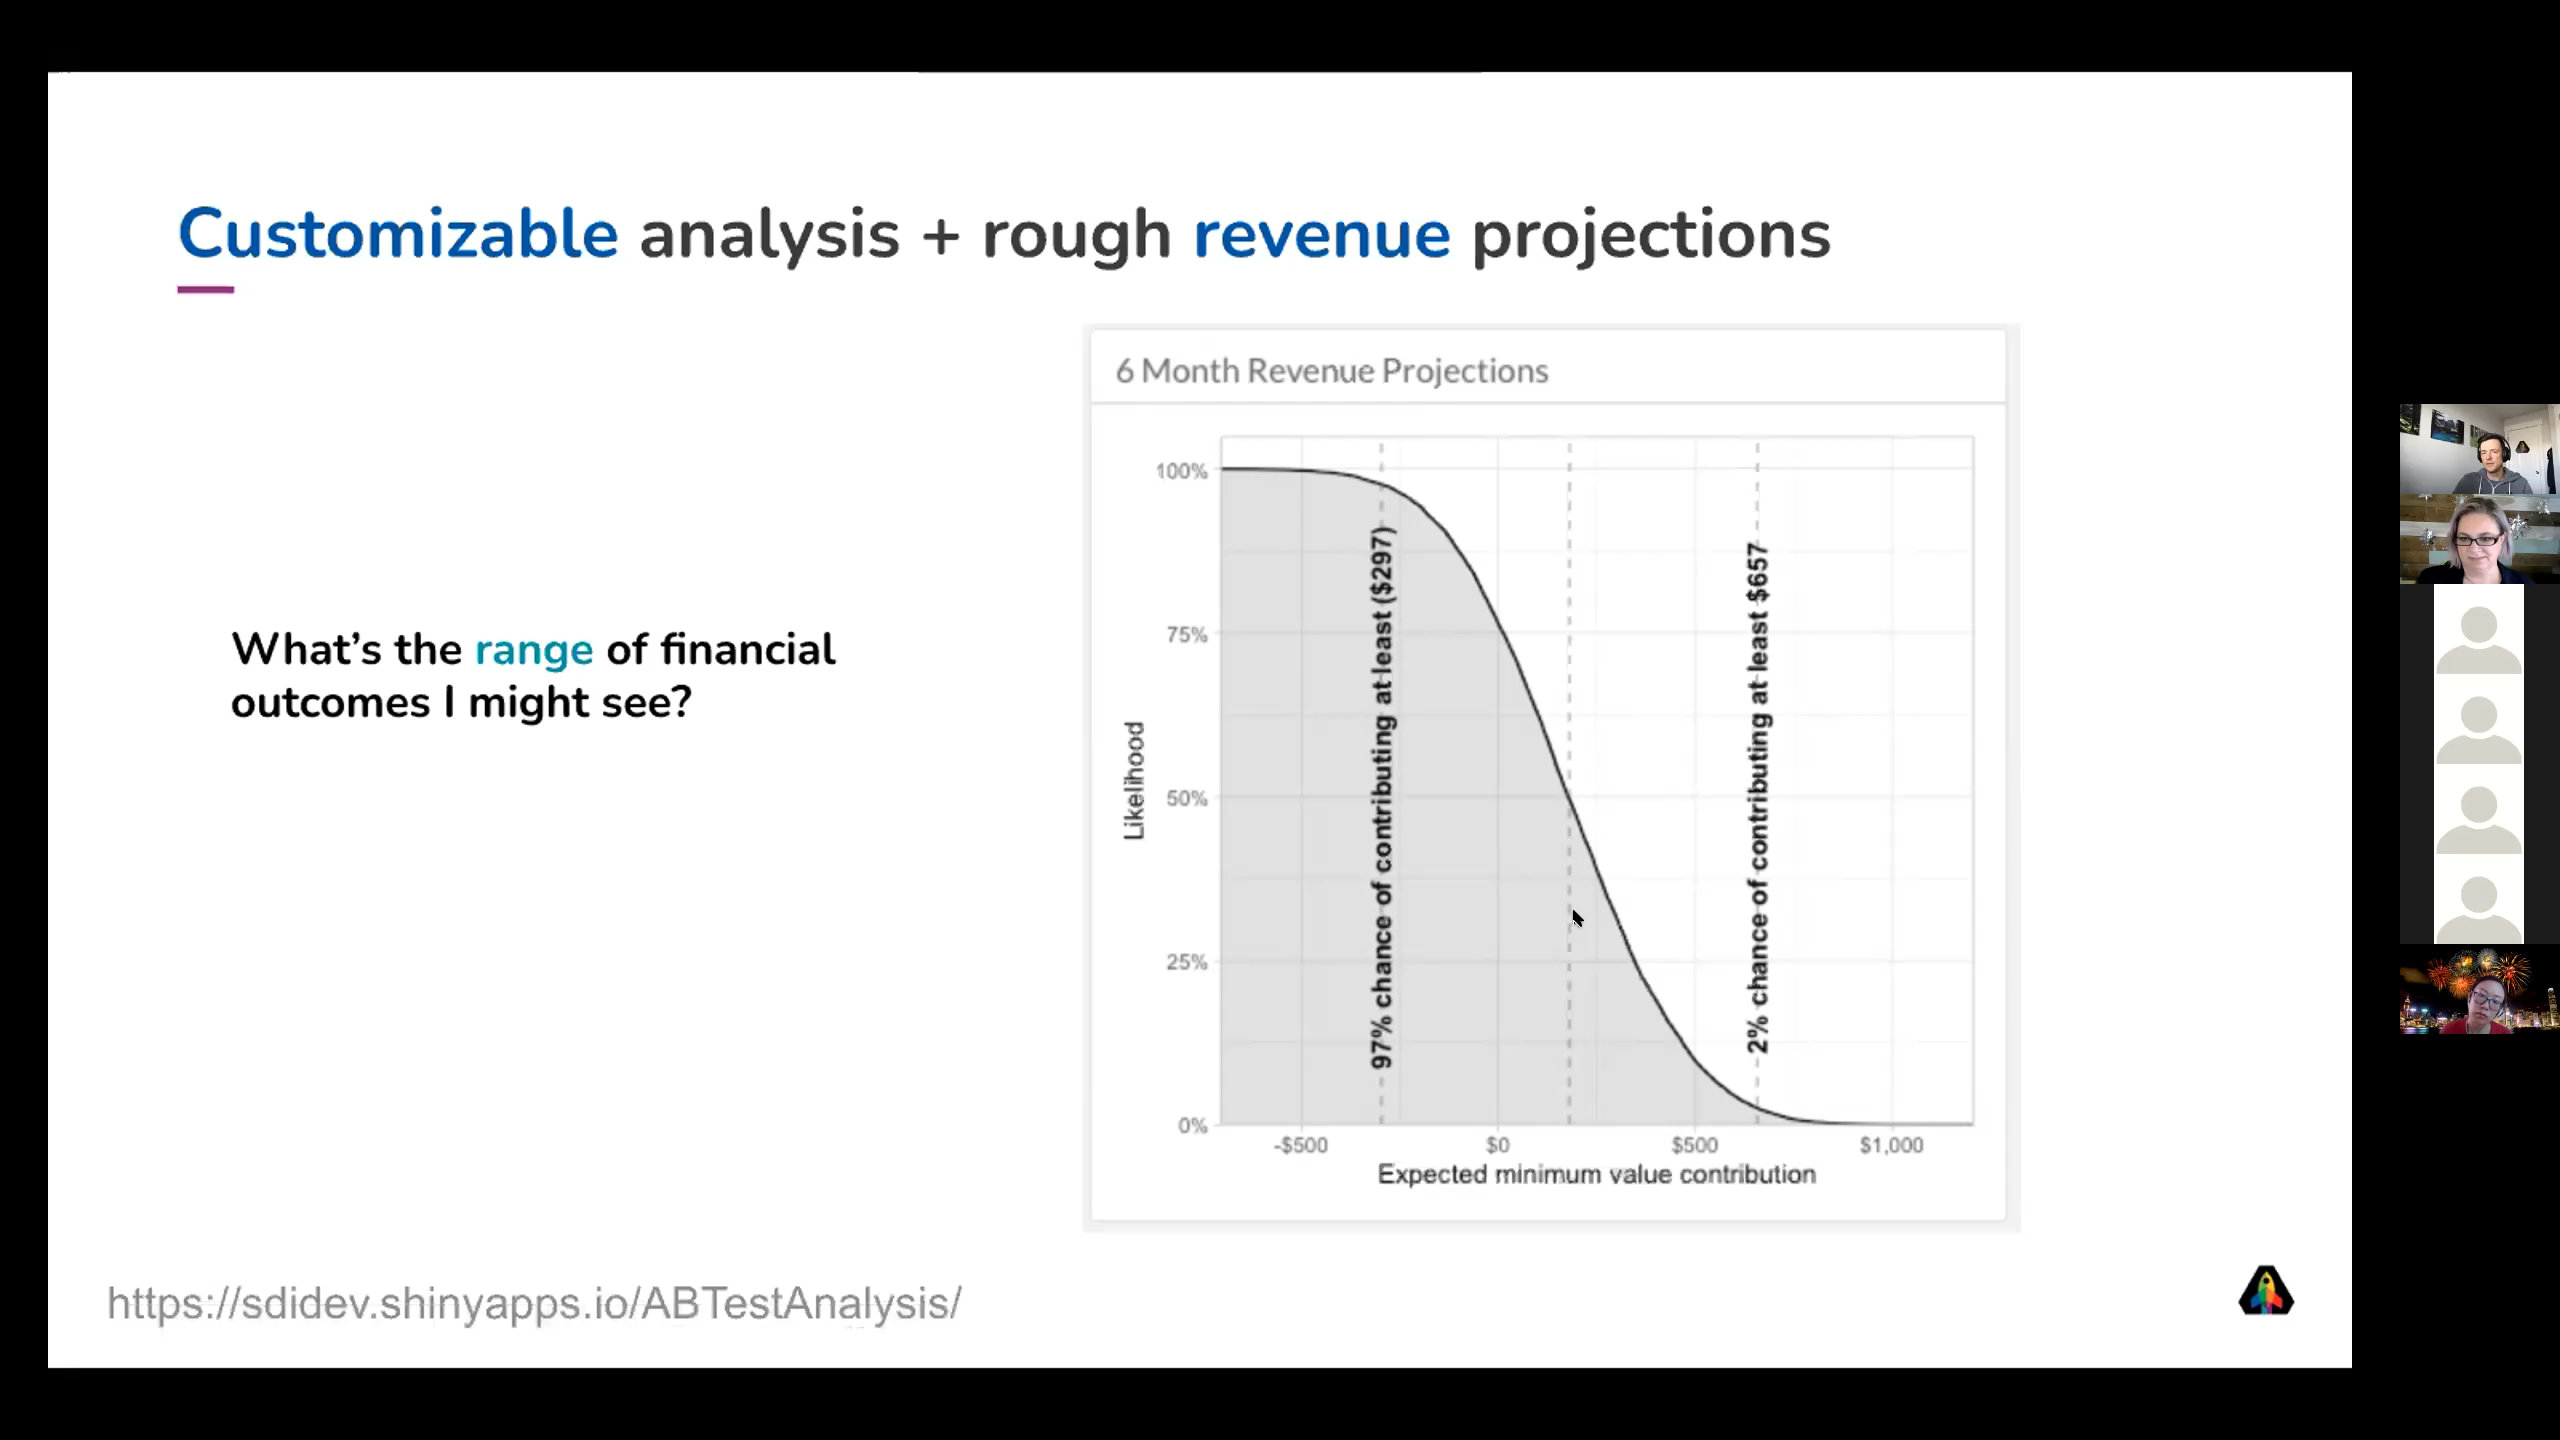 Customizable analysis + rough revenue projections
What’s the range of financial
outcomes I might see?
6 Month Revenue Projections
100%
75%
50%
25%
0%
Likelihood
97% chance of contributing at least ($297)
2% chance of contributing at least $657
-$500
$0
$500
$1,000
Expected minimum value contribution
https://sdidev.shinyapps.io/ABTestAnalysis/